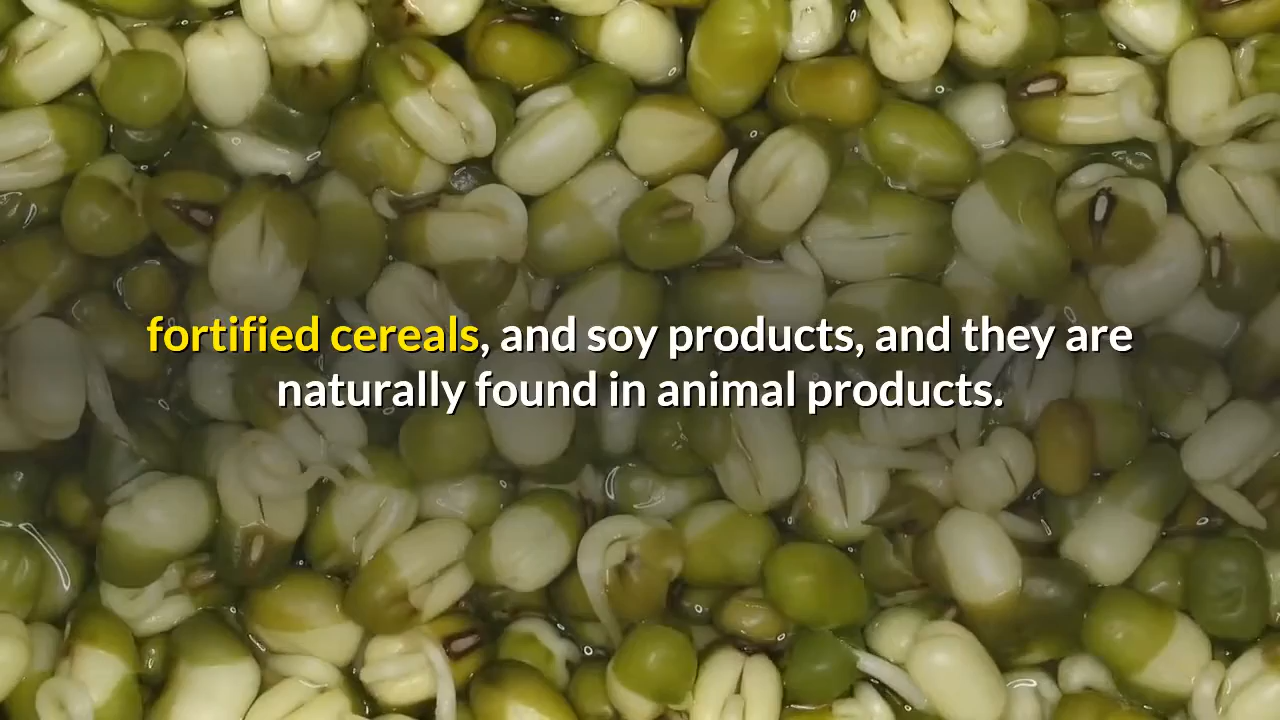 fortified cereals, and soy products, and they are
naturally found in animal products.